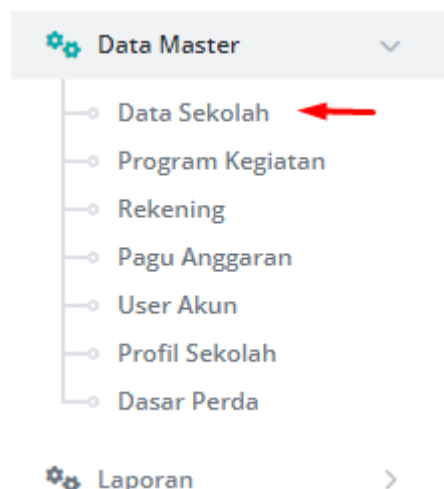 Data Master
Data Sekolah
Program Kegiatan
Rekening
Pagu Anggaran
User Akun
Profil Sekolah
Dasar Perda
Laporan